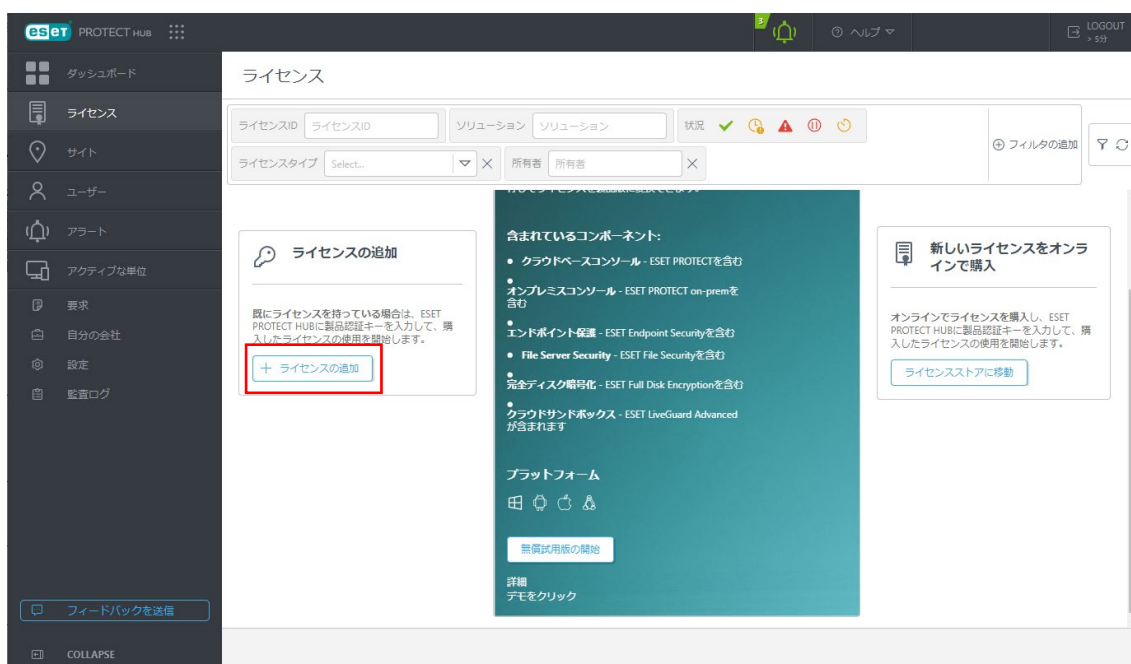 eset PROTECT HUB
3
ヘルプ
LOGOUT
> 5分
ダッシュボード
ライセンス
サイト
ユーザー
アラート
アクティブな単位
要求
自分の会社
設定
監査ログ
フィードバックを送信
COLLAPSE
ライセンス
ライセンスID ライセンスID ソリューション ソリューション 状況
ライセンスタイプ Select... 所有者 所有者
フィルタの追加
ライセンスの追加
既にライセンスを持っている場合は、ESET
PROTECT HUBに製品認証キーを入力して、購
入したライセンスの使用を開始します。
+ ライセンスの追加
含まれているコンポーネント:
• クラウドベースコンソール - ESET PROTECTを含む
•
オンプレミスコンソール - ESET PROTECT on-premを
含む
•
エンドポイント保護 - ESET Endpoint Securityを含む
• File Server Security - ESET File Securityを含む
•
完全ディスク暗号化 - ESET Full Disk Encryptionを含む
•
クラウドサンドボックス - ESET LiveGuard Advanced
が含まれます
プラットフォーム
無償試用版の開始
詳細
デモをクリック
新しいライセンスをオンラ
インで購入
オンラインでライセンスを購入し、ESET
PROTECT HUBに製品認証キーを入力して、購
入したライセンスの使用を開始します。
ライセンスストアに移動